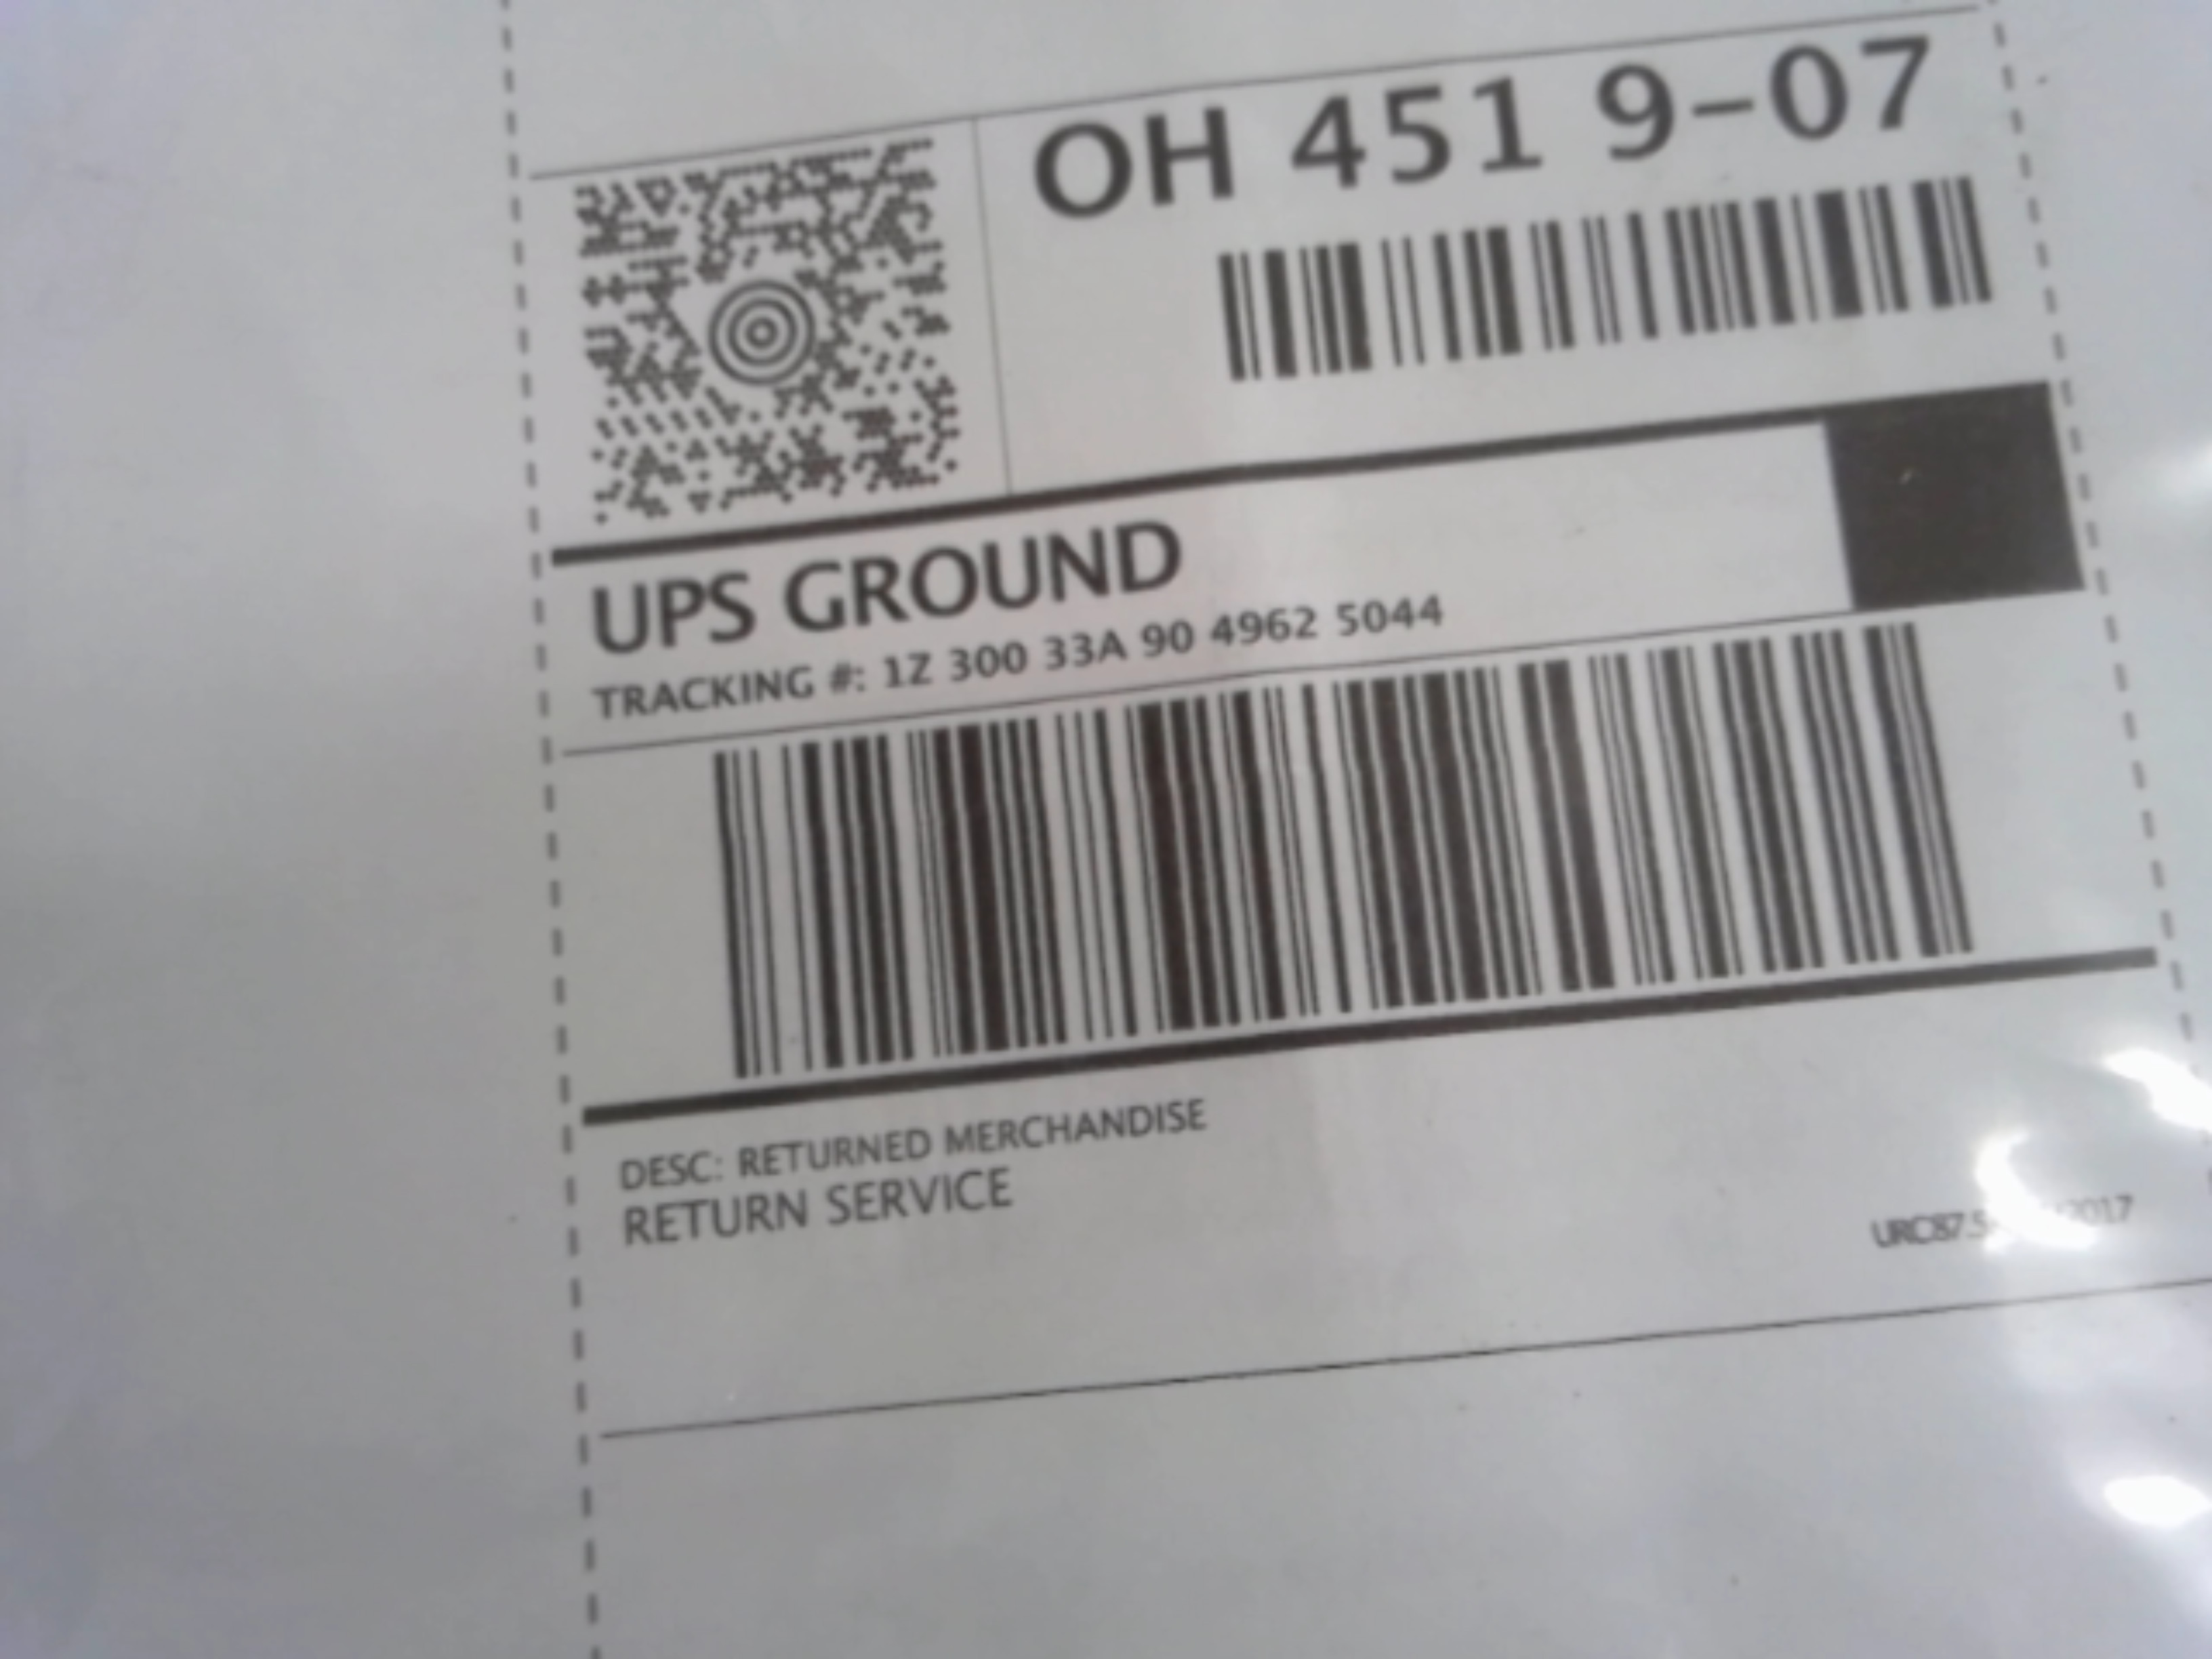 OH 451 9-07
UPS GROUND
TRACKING #: 1Z 300 33A 90 4962 5044
DESC: RETURNED MERCHANDISE
RETURN SERVICE